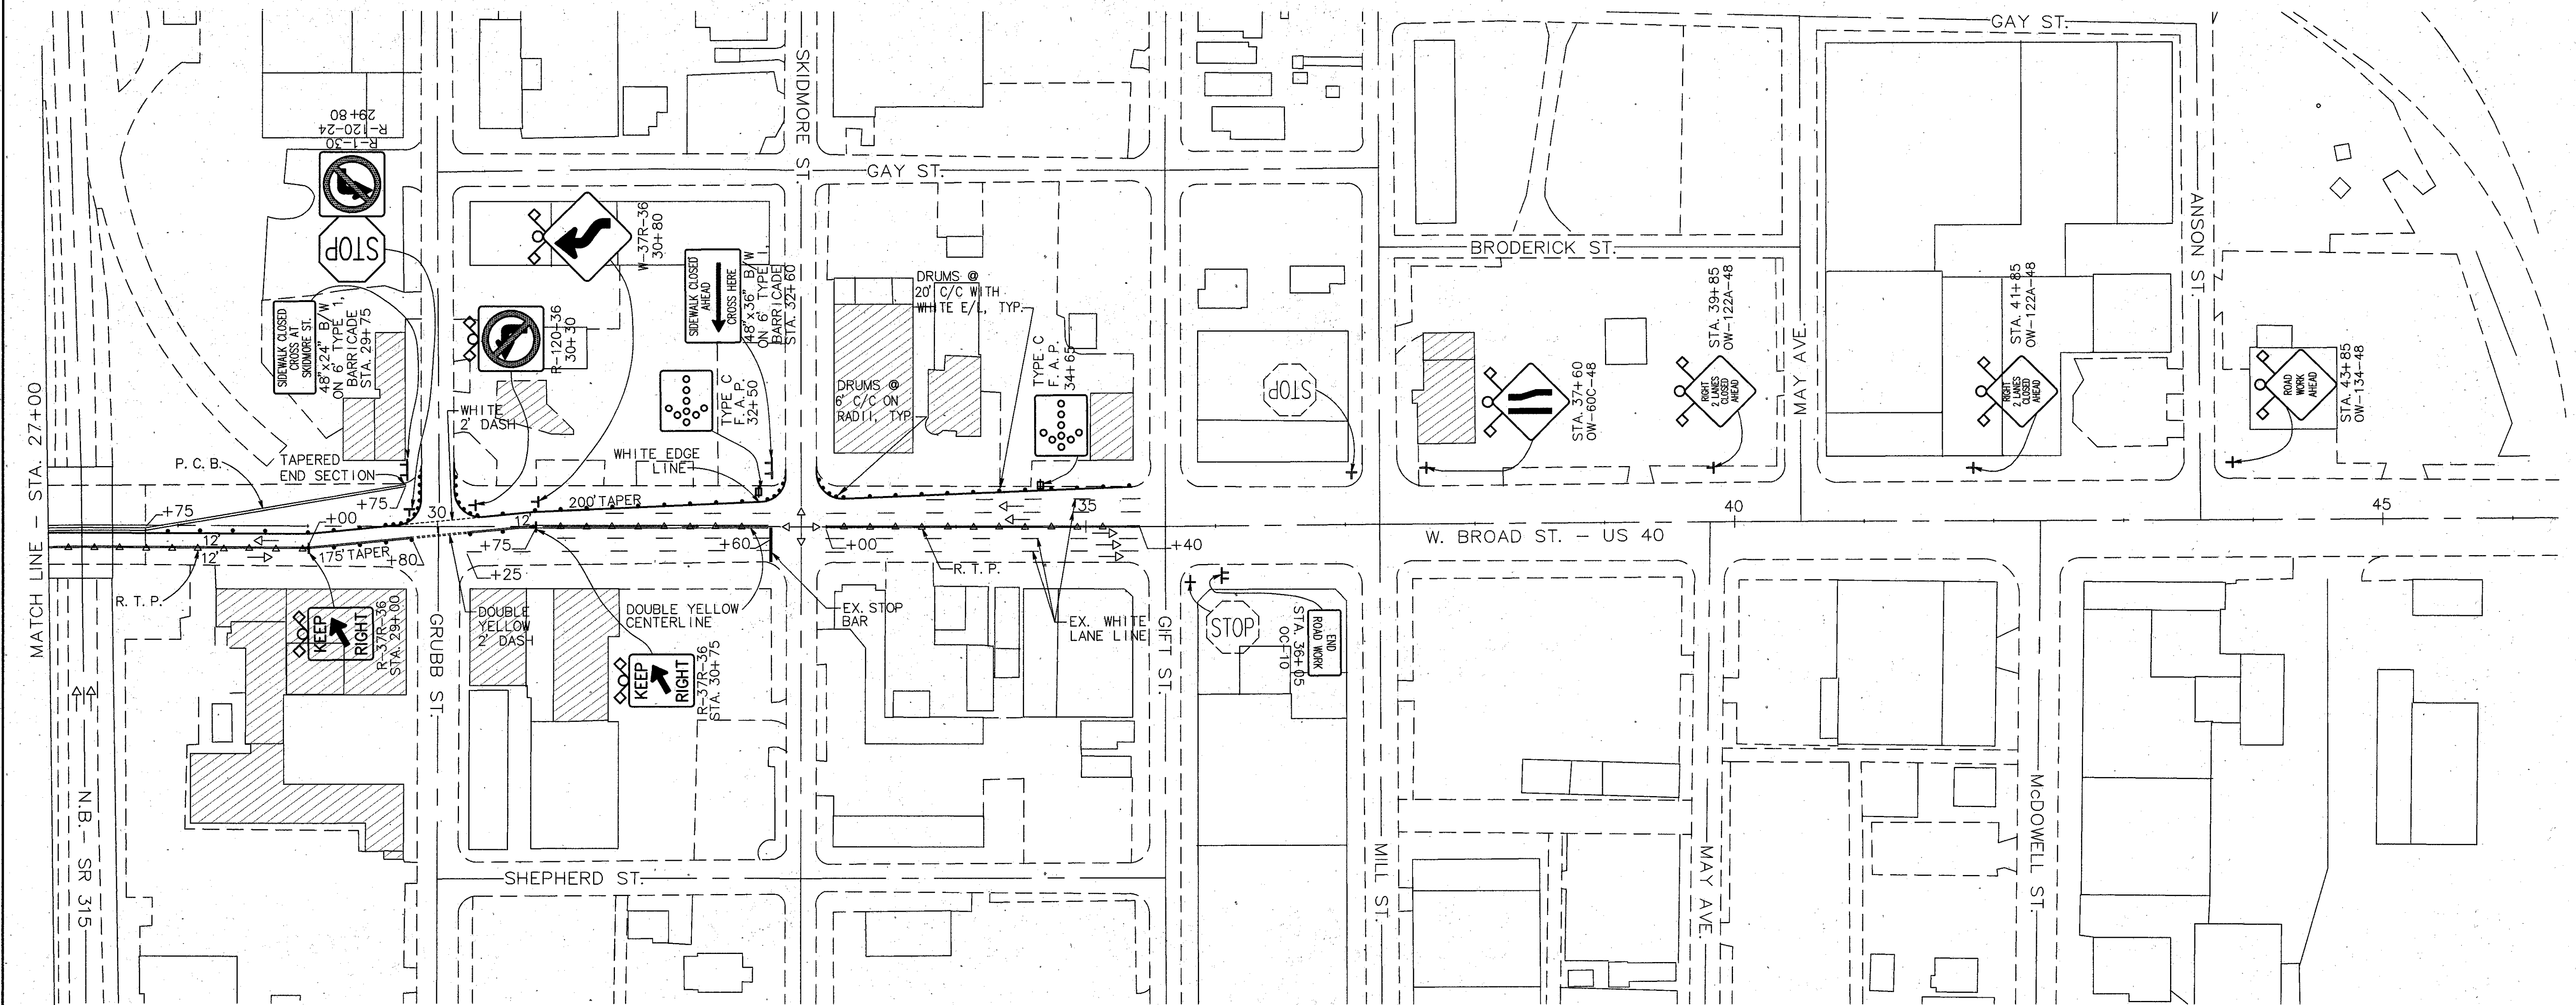 GAY ST.
SKIDMORE ST.
R-1-30
R-120-24
29+80
STOP
GAY ST.
ANSON ST.
W-37R-36
30+80
SIDEWALK CLOSED
AHEAD
CROSS HERE
48"x36" B/W
ON 6' TYPE I,
BARRICADE
STA. 32+60
BRODERICK ST.
DRUMS @
20' C/C WITH
WHITE E/L, TYP.
SIDEWALK CLOSED
CROSS AT
SKIDMORE ST.
48"x24" B/W
ON 6' TYPE 1,
BARRICADE
STA. 29+75
R-120-36
30+30
TYPE C
F. A.P.
32+50
DRUMS @
6' C/C ON
RADII, TYP.
TYPE C
F. A. P.
34+65
STOP
STA. 37+60
OW-60C-48
RIGHT
2 LANES
CLOSED
AHEAD
STA. 39+85
OW-122A-48
MAY AVE.
RIGHT
2 LANES
CLOSED
AHEAD
STA. 41+85
OW-122A-48
ROAD
WORK
AHEAD
STA. 43+85
OW-134-48
MATCH LINE - STA. 27+00
WHITE
2' DASH
P. C. B.
TAPERED
END SECTION
WHITE EDGE
LINE
+75
+75
+00
30
12'
200' TAPER
35
40
45
12'
12'
175' TAPER
+80
+75
+25
+60
+00
+40
W. BROAD ST. - US 40
R. T. P.
R. T. P.
KEEP
RIGHT
R-37R-36
STA. 29+00
GRUBB ST.
DOUBLE
YELLOW
2' DASH
DOUBLE YELLOW
CENTERLINE
EX. STOP
BAR
EX. WHITE
LANE LINE
GIFT ST.
STOP
STA. 36+05
OC-10
END
ROAD WORK
KEEP
RIGHT
R-37R-36
STA. 30+75
N.B. - SR 315
SHEPHERD ST.
MILL ST.
MAY AVE.
McDOWELL ST.